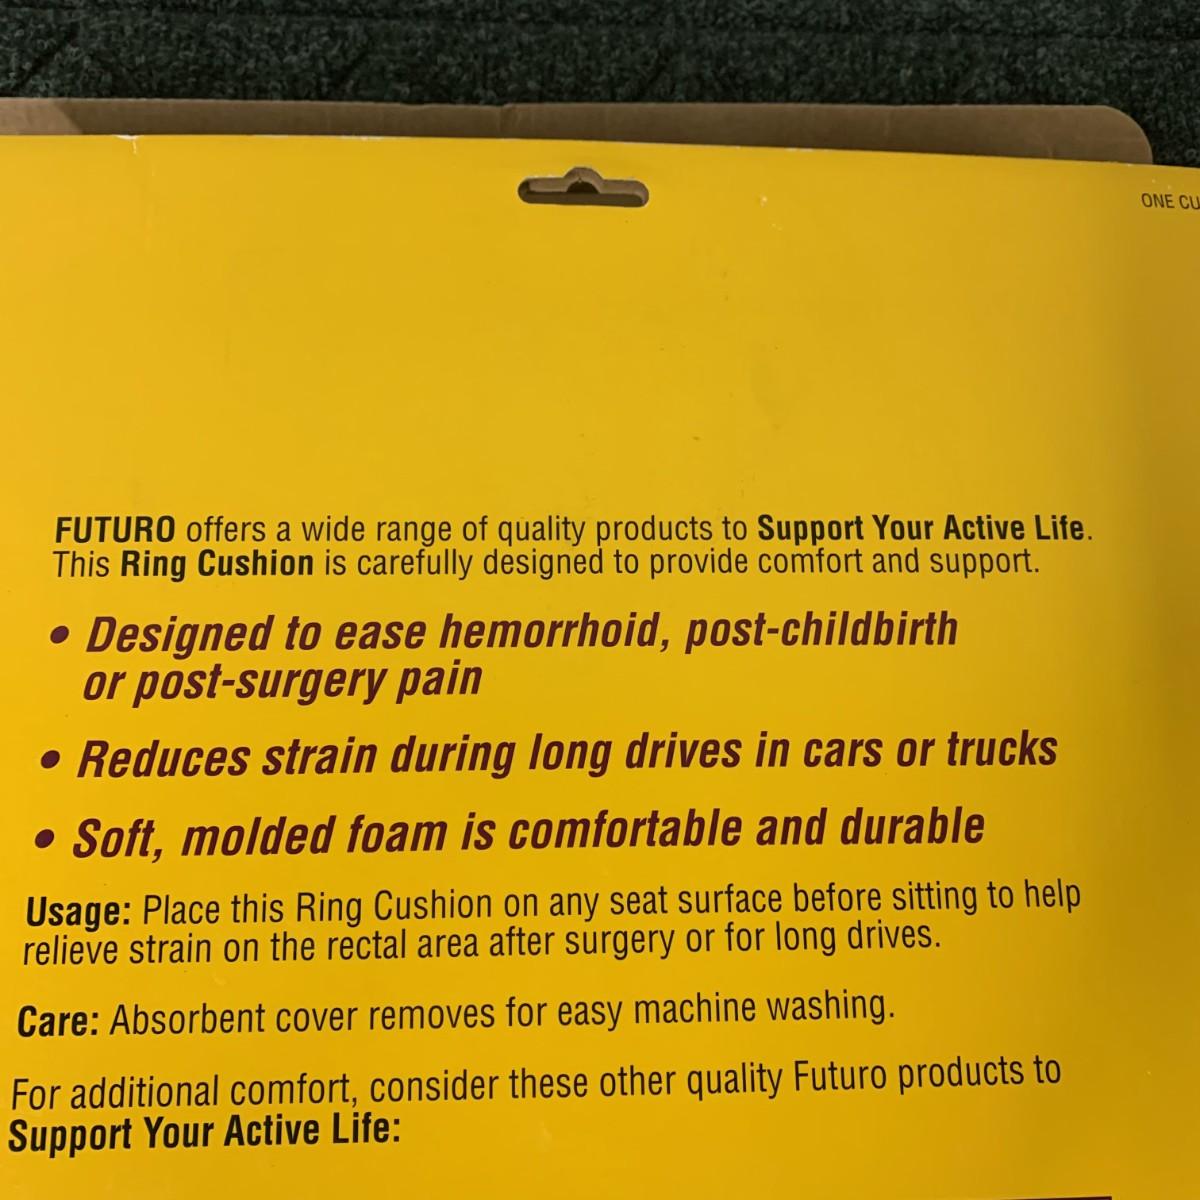 ONE
FUTURO offers a wide range of quality products to Support Your Active Life.
This Ring Cushion is carefully designed to provide comfort and support.
• Designed to ease hemorrhoid, post-childbirth
or post-surgery pain
• Reduces strain during long drives in cars or trucks
• Soft, molded foam is comfortable and durable
Usage: Place this Ring Cushion on any seat surface before sitting to help
relieve strain on the rectal area after surgery or for long drives.
Care: Absorbent cover removes for easy machine washing.
For additional comfort, consider these other quality Futuro products to
Support Your Active Life: